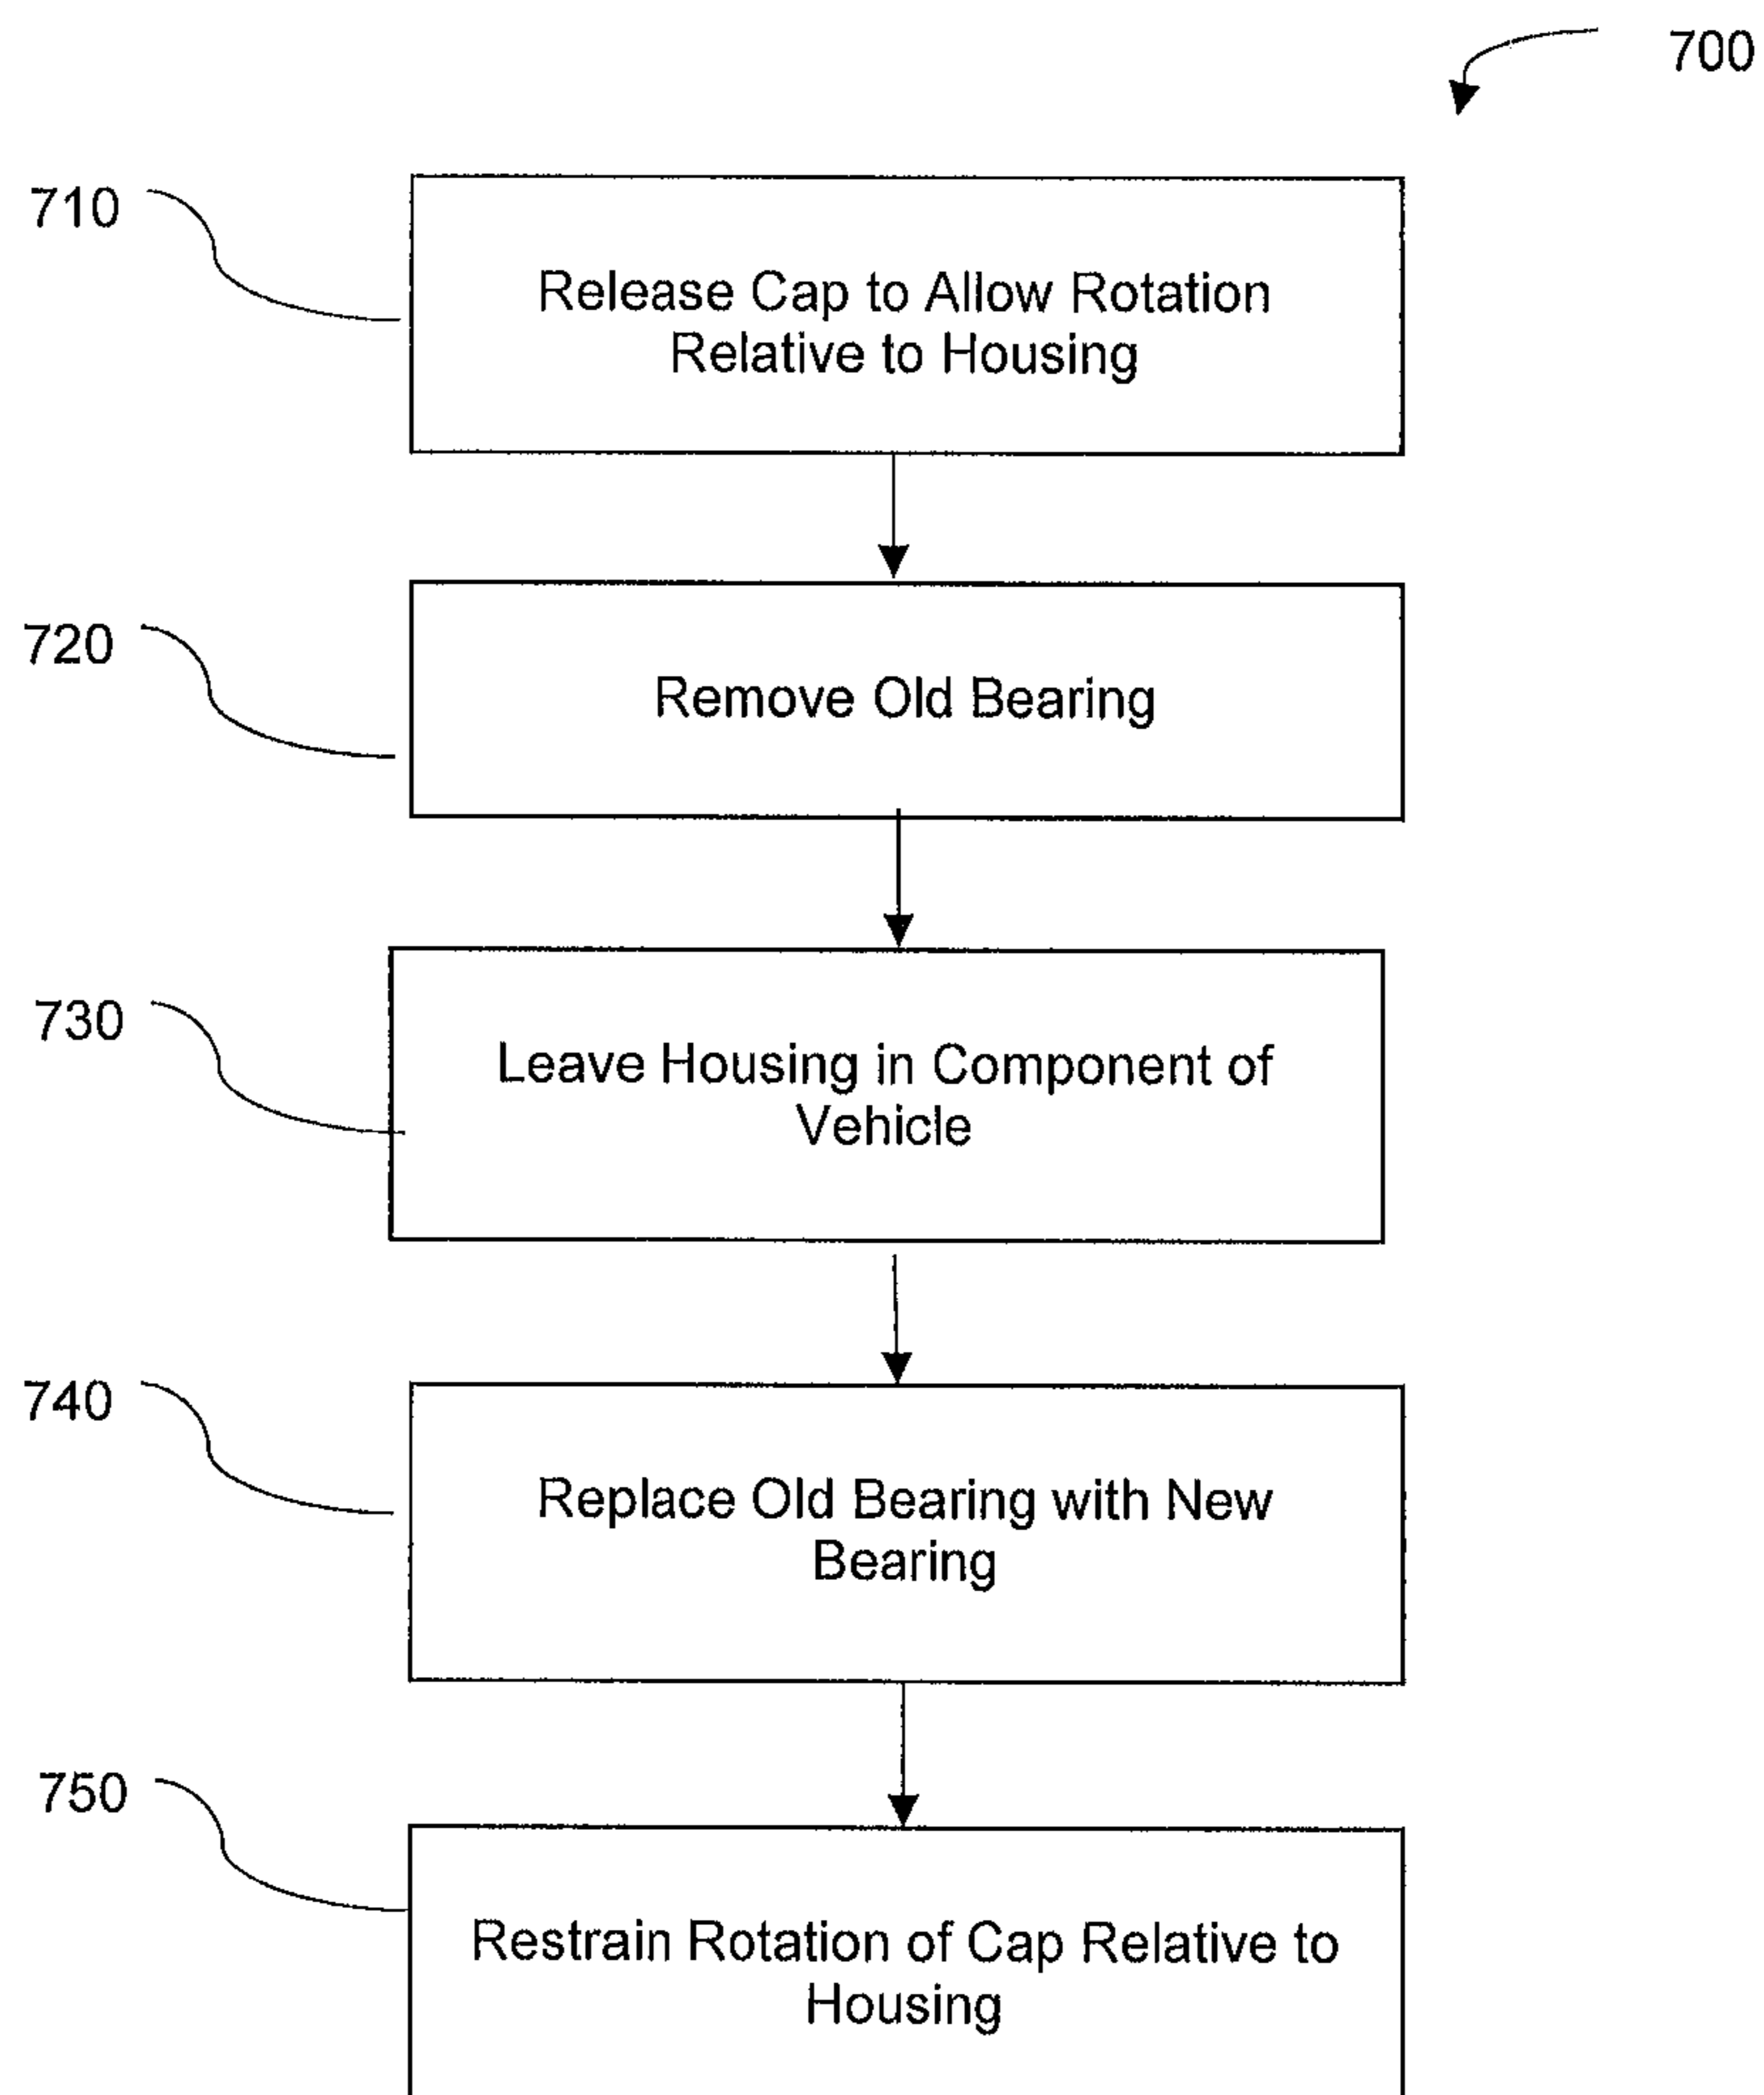 700
710
Release Cap to Allow Rotation
Relative to Housing
720
Remove Old Bearing
730
Leave Housing in Component of
Vehicle
740
Replace Old Bearing with New
Bearing
750
Restrain Rotation of Cap Relative to
Housing